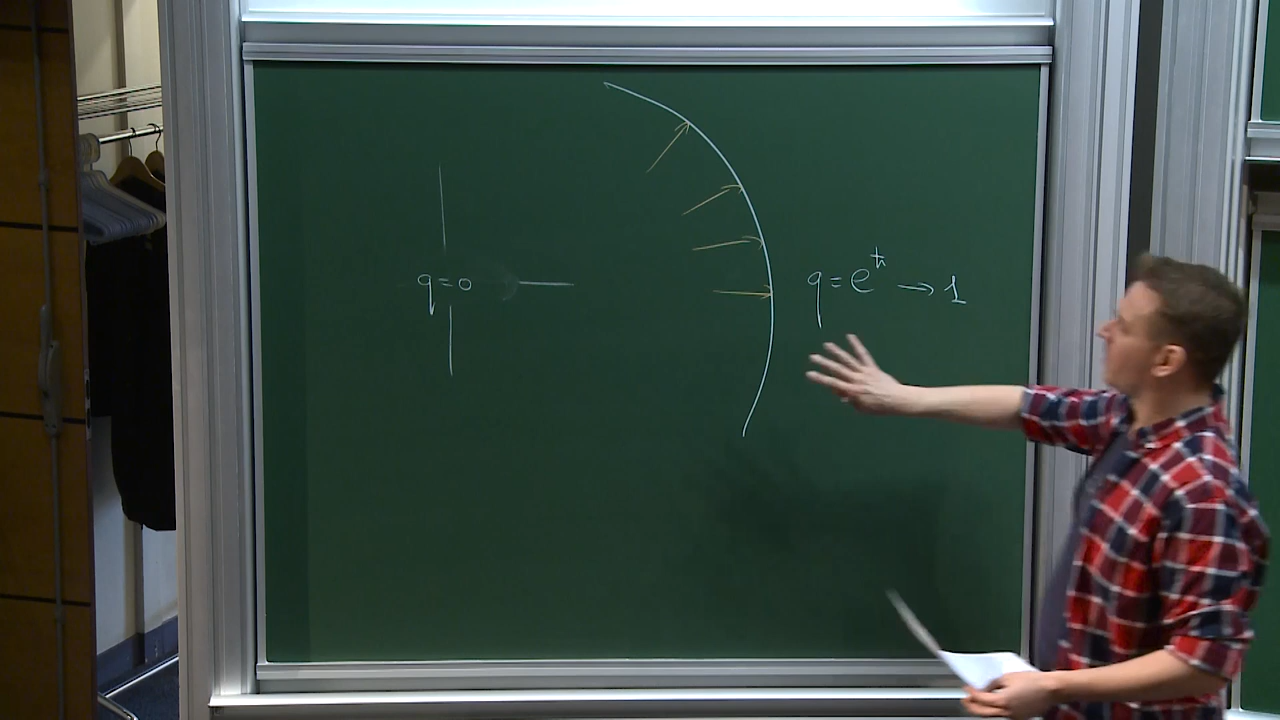 q=0
q=e^ħ → 1